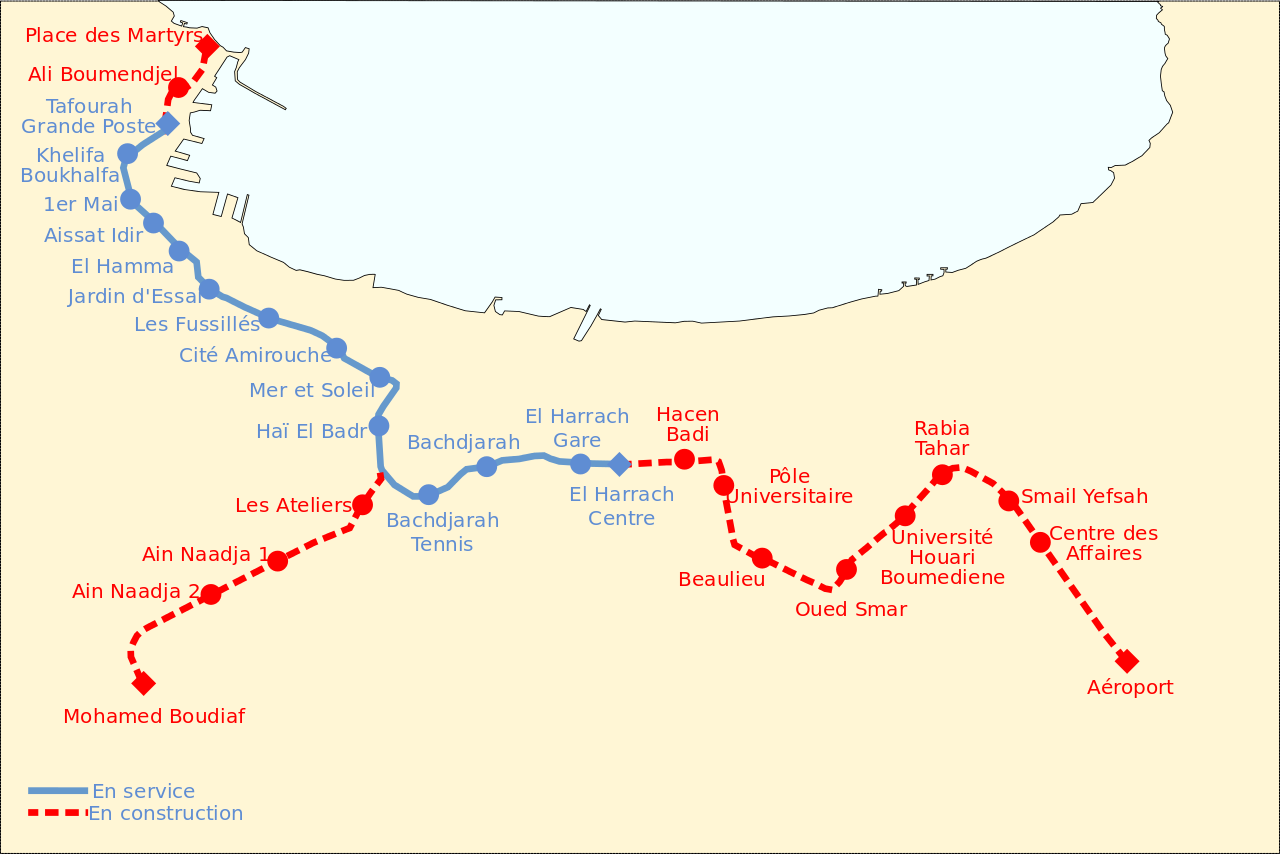 Place des Martyrs
Ali Boumendjel
Tafourah
Grande Poste
Khelifa
Boukhalfa
1er Mai
Aissat Idir
El Hamma
Jardin d'Essai
Les Fussillés
Cité Amirouche
Mer et Soleil
Haï El Badr
Bachdjarah
El Harrach
Gare
Hacen
Badi
Rabia
Tahar
Pôle
Universitaire
Smail Yefsah
El Harrach
Centre
Les Ateliers
Bachdjarah
Tennis
Université
Houari
Boumediene
Centre des
Affaires
Ain Naadja 1
Beaulieu
Ain Naadja 2
Oued Smar
Aéroport
Mohamed Boudiaf
En service
En construction